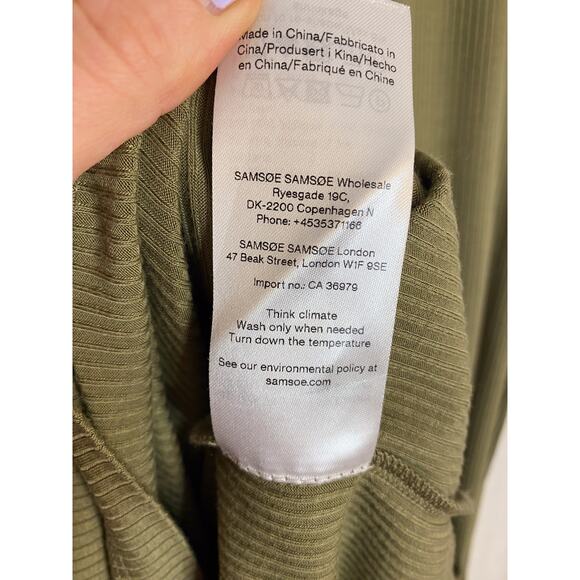 Made in China/Fabbricato in
Cina/Produsert i Kina/Hecho
en China/Fabriqué en Chine
SAMSØE SAMSØE Wholesale
Ryesgade 19C,
DK-2200 Copenhagen N
Phone: +4535371166
SAMSØE SAMSØE London
47 Beak Street, London W1F 9SE
Import no.: CA 36979
Think climate
Wash only when needed
Turn down the temperature
See our environmental policy at
samsoe.com